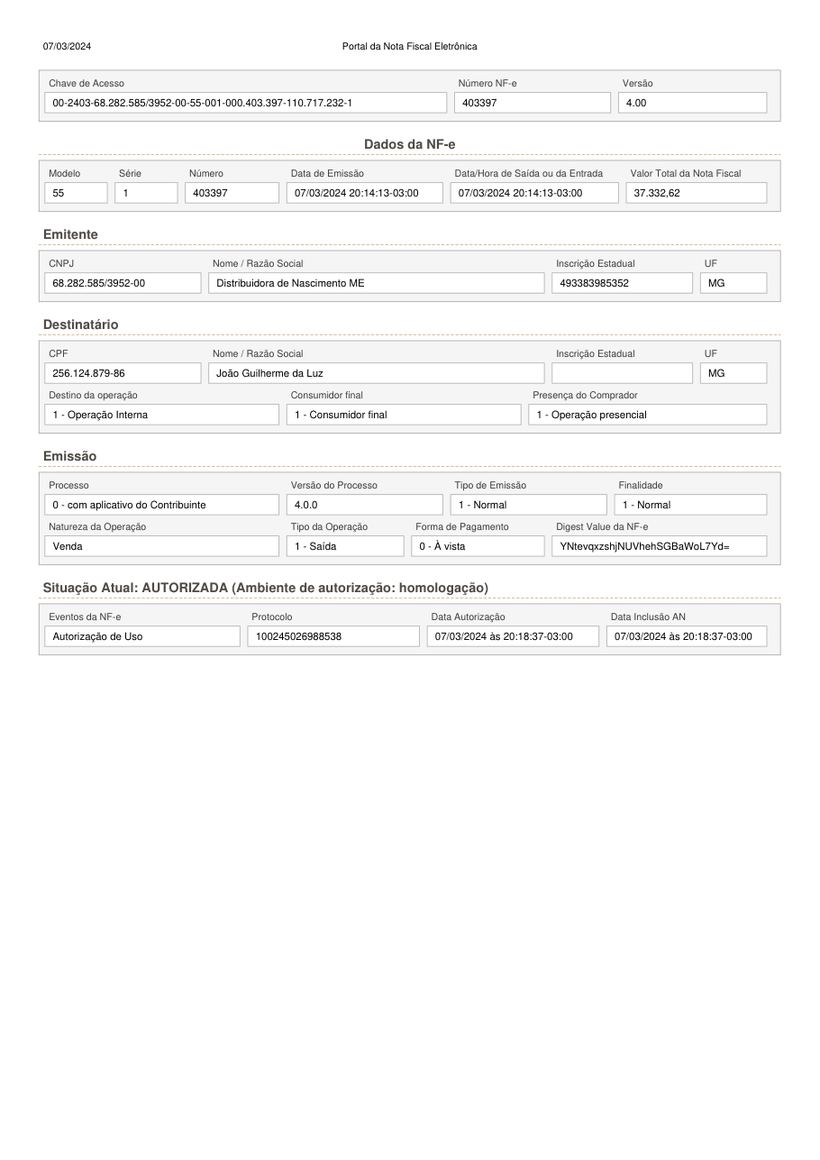 07/03/2024 Portal da Nota Fiscal Eletrônica
Chave de Acesso Número NF-e Versão
00-2403-68.282.585/3952-00-55-001-000.403.397-110.717.232-1 403397 4.00
Dados da NF-e
Modelo Série Número Data de Emissão Data/Hora de Saída ou da Entrada Valor Total da Nota Fiscal
55 1 403397 07/03/2024 20:14:13-03:00 07/03/2024 20:14:13-03:00 37.332,62
Emitente
CNPJ Nome / Razão Social Inscrição Estadual UF
68.282.585/3952-00 Distribuidora de Nascimento ME 493383985352 MG
Destinatário
CPF Nome / Razão Social Inscrição Estadual UF
256.124.879-86 João Guilherme da Luz MG
Destino da operação Consumidor final Presença do Comprador
1 - Operação Interna 1 - Consumidor final 1 - Operação presencial
Emissão
Processo Versão do Processo Tipo de Emissão Finalidade
0 - com aplicativo do Contribuinte 4.0.0 1 - Normal 1 - Normal
Natureza da Operação Tipo da Operação Forma de Pagamento Digest Value da NF-e
Venda 1 - Saída 0 - À vista YNtevqxzshjNUVhehSGBaWoL7Yd=
Situação Atual: AUTORIZADA (Ambiente de autorização: homologação)
Eventos da NF-e Protocolo Data Autorização Data Inclusão AN
Autorização de Uso 100245026988538 07/03/2024 às 20:18:37-03:00 07/03/2024 às 20:18:37-03:00